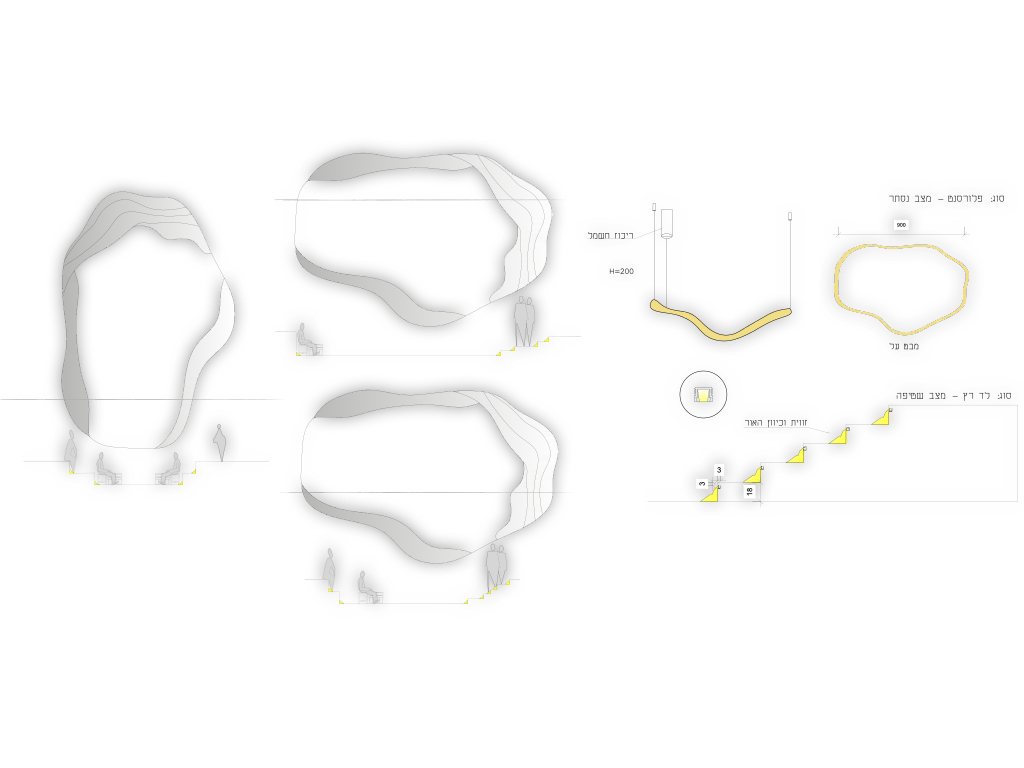 סוג: פלורסנט - מצב נסתר
900
ריכוז חשמל
H=200
מבט על
סוג: לד רץ - מצב שטיפה
זווית וכיוון האור
3
3
18